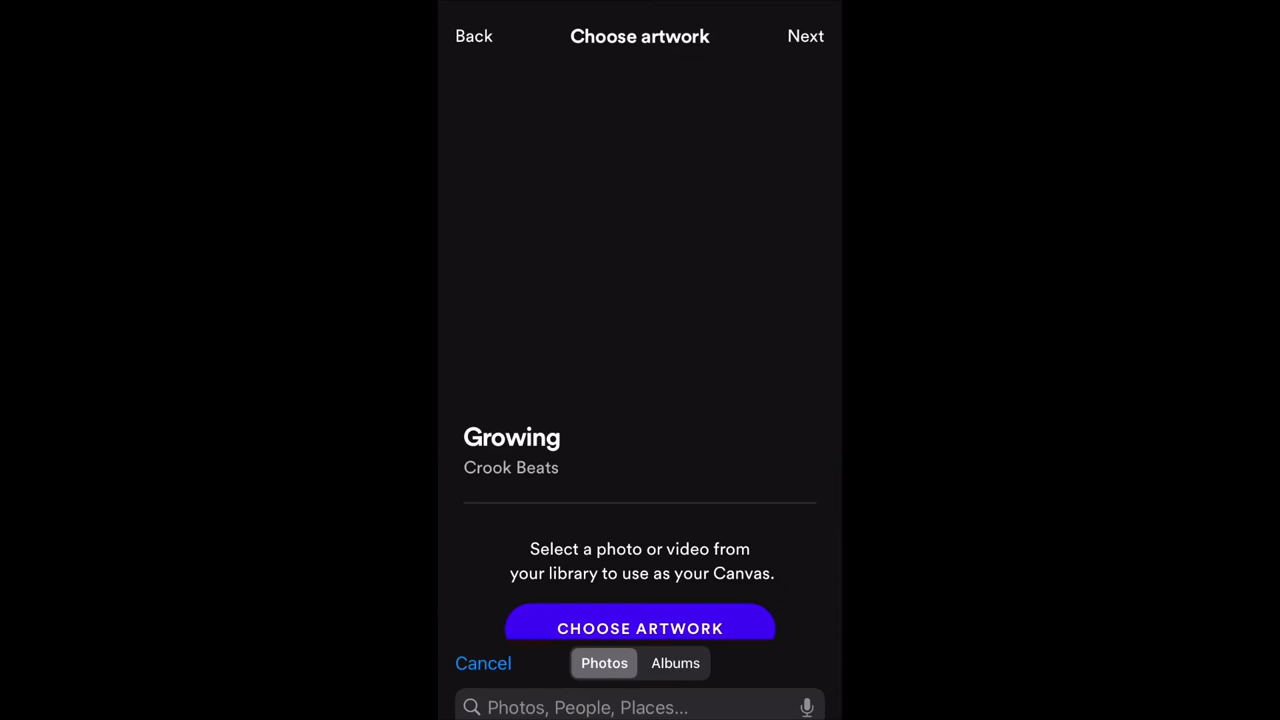 Back
Choose artwork
Next
Growing
Crook Beats
Select a photo or video from
your library to use as your Canvas.
CHOOSE ARTWORK
Cancel
Photos
Albums
Photos, People, Places...